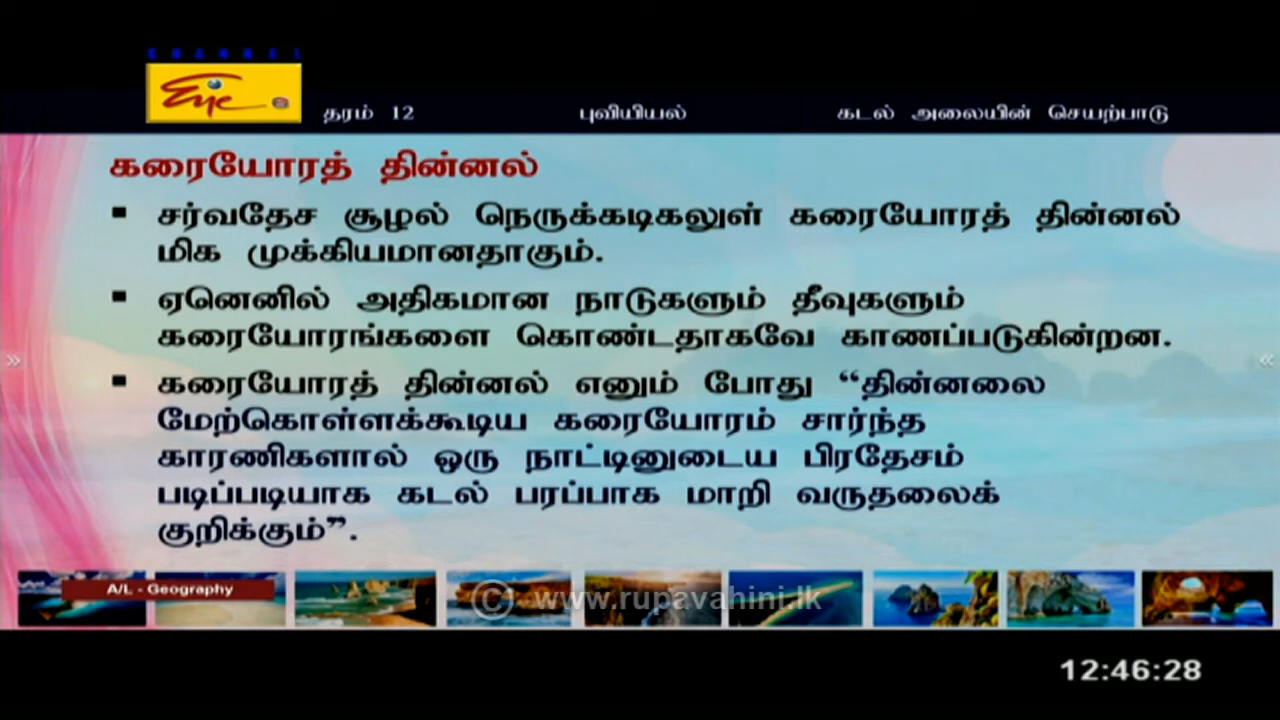 C H A N N E L
Eye
தரம் 12
புவியியல்
கடல் அலையின் செயற்பாடு
கரையோரத் தின்னல்
▪ சர்வதேச சூழல் நெருக்கடிகலுள் கரையோரத் தின்னல்
மிக முக்கியமானதாகும்.
▪ ஏனெனில் அதிகமான நாடுகளும் தீவுகளும்
கரையோரங்களை கொண்டதாகவே காணப்படுகின்றன.
▪ கரையோரத் தின்னல் எனும் போது “தின்னலை
மேற்கொள்ளக்கூடிய கரையோரம் சார்ந்த
காரணிகளால் ஒரு நாட்டினுடைய பிரதேசம்
படிப்படியாக கடல் பரப்பாக மாறி வருதலைக்
குறிக்கும்”.
A/L - Geography
© www.rupavahini.lk
12:46:28